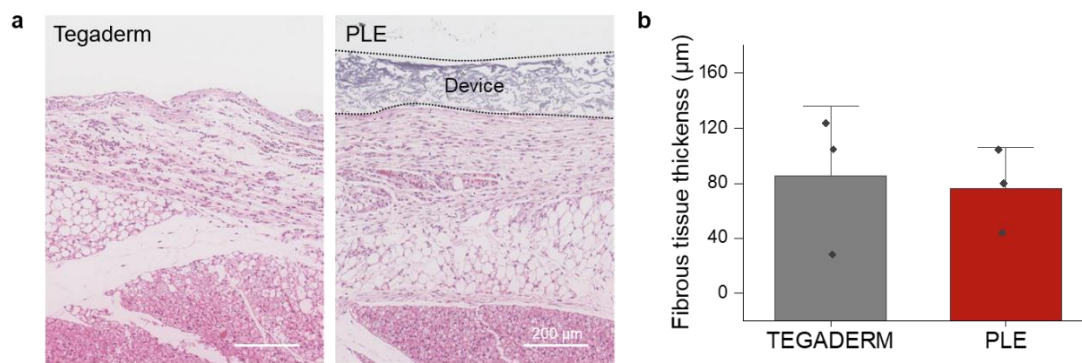 a
Tegaderm
PLE
Device
200 µm
b
Fibrous tissue thickenss (µm)
160
120
80
40
0
TEGADERM
PLE